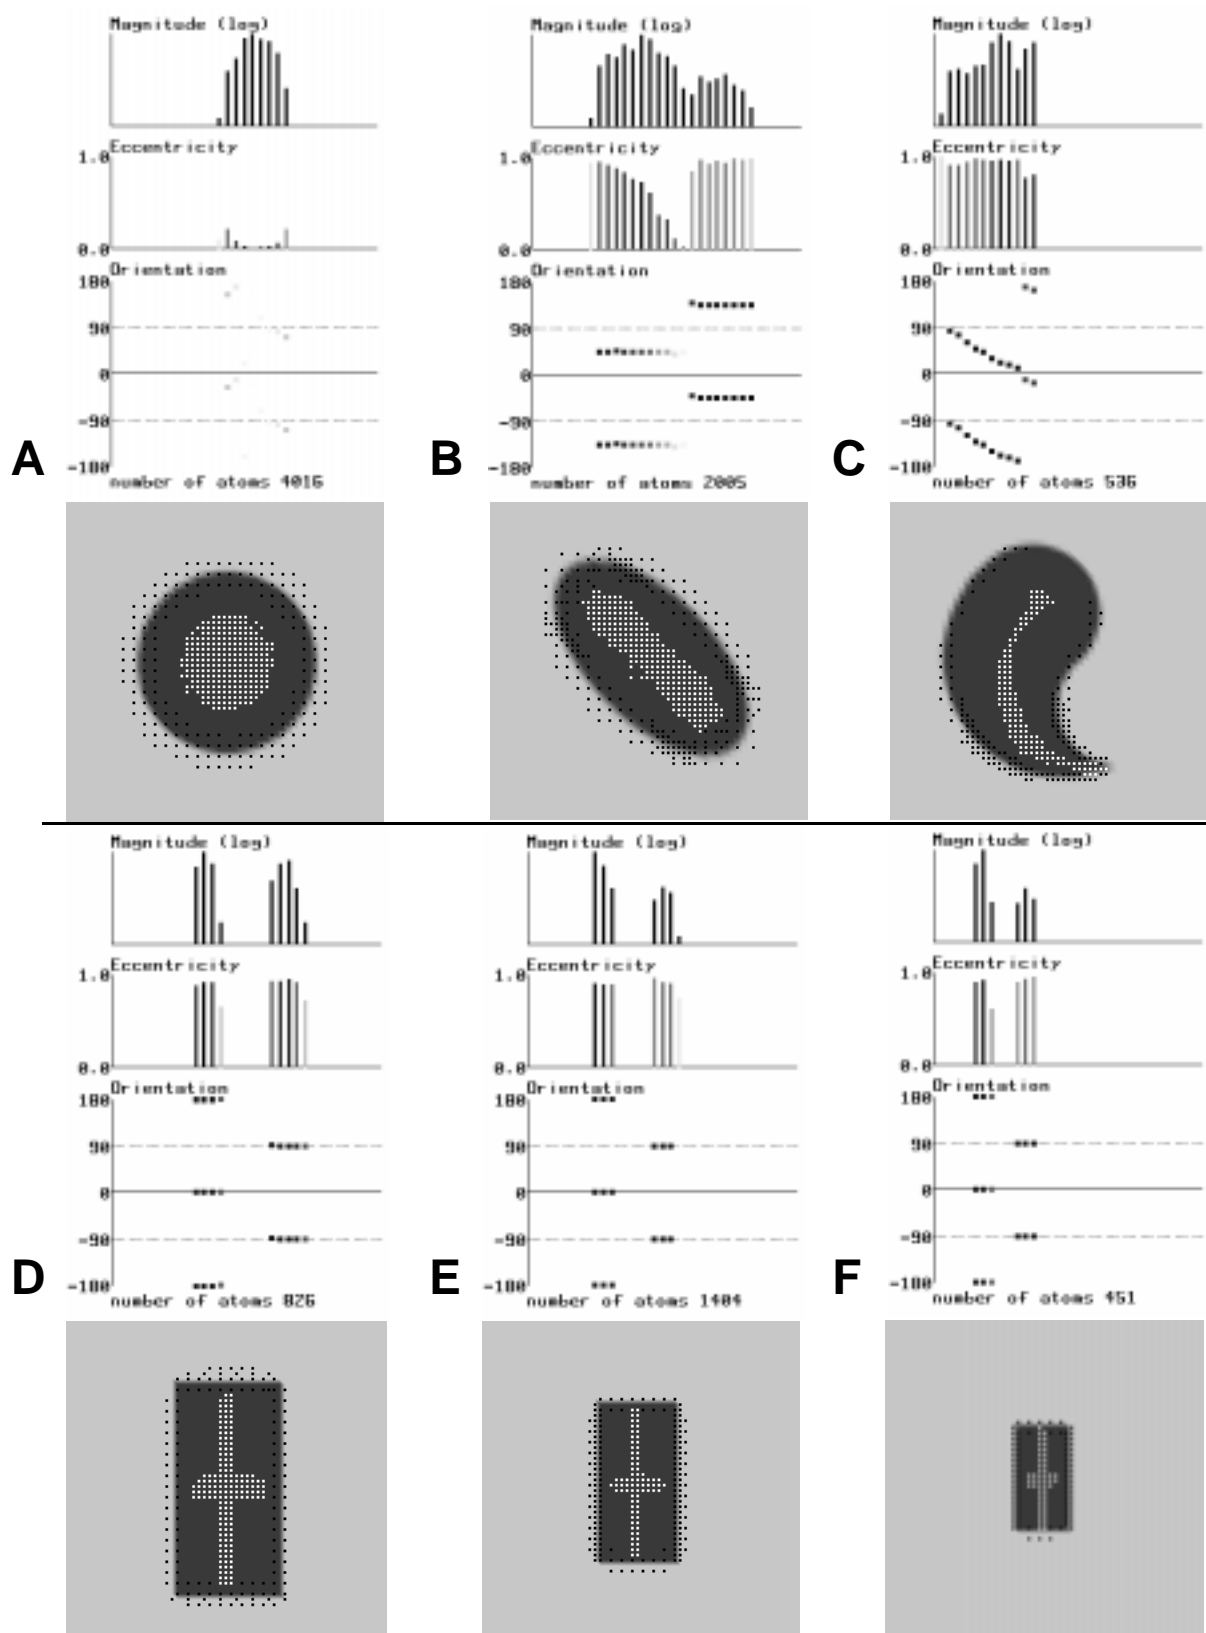 Magnitude (log)
Eccentricity
1.0
0.0
Orientation
180
90
0
-90
-180
number of atoms 4016
A
Magnitude (log)
Eccentricity
1.0
0.0
Orientation
180
90
0
-90
-180
number of atoms 2005
B
Magnitude (log)
Eccentricity
1.0
0.0
Orientation
180
90
0
-90
-180
number of atoms 536
C
Magnitude (log)
Eccentricity
1.0
0.0
Orientation
180
90
0
-90
-180
number of atoms 826
D
Magnitude (log)
Eccentricity
1.0
0.0
Orientation
180
90
0
-90
-180
number of atoms 1404
E
Magnitude (log)
Eccentricity
1.0
0.0
Orientation
180
90
0
-90
-180
number of atoms 451
F